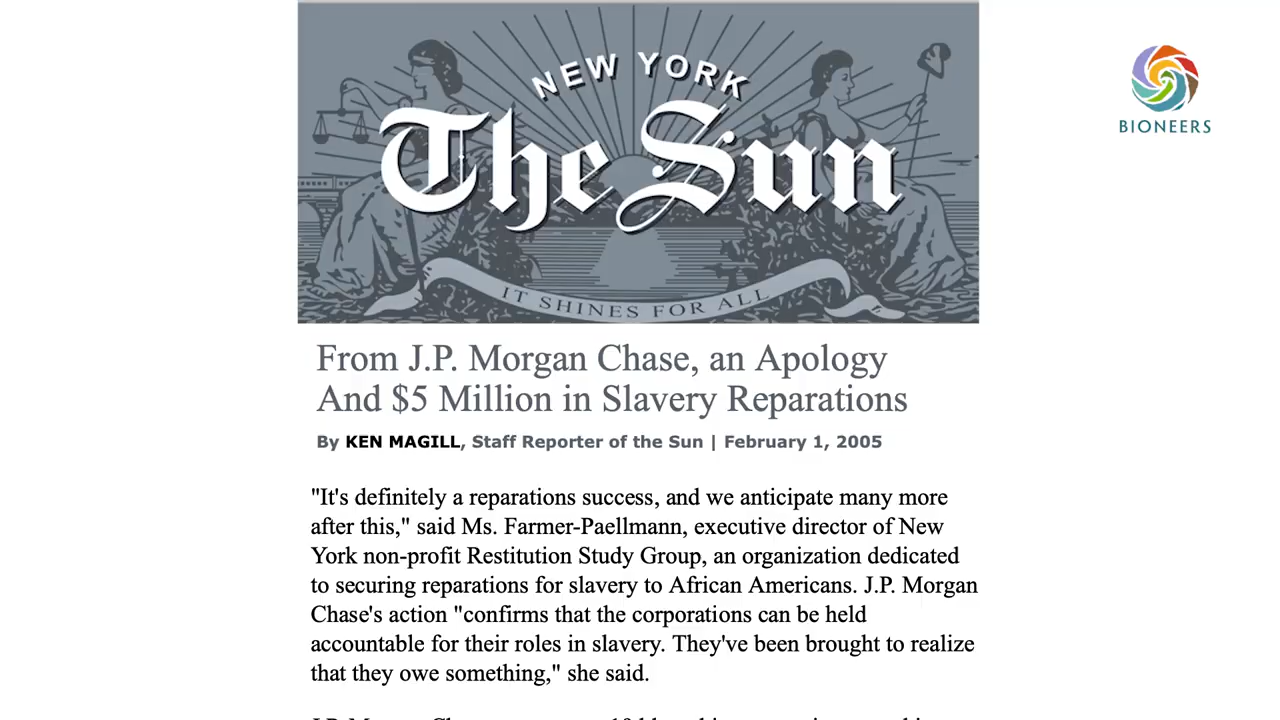 NEW YORK
The Sun
IT SHINES FOR ALL
BIONEERS
From J.P. Morgan Chase, an Apology
And $5 Million in Slavery Reparations
By KEN MAGILL, Staff Reporter of the Sun | February 1, 2005
"It's definitely a reparations success, and we anticipate many more
after this," said Ms. Farmer-Paellmann, executive director of New
York non-profit Restitution Study Group, an organization dedicated
to securing reparations for slavery to African Americans. J.P. Morgan
Chase's action "confirms that the corporations can be held
accountable for their roles in slavery. They've been brought to realize
that they owe something," she said.